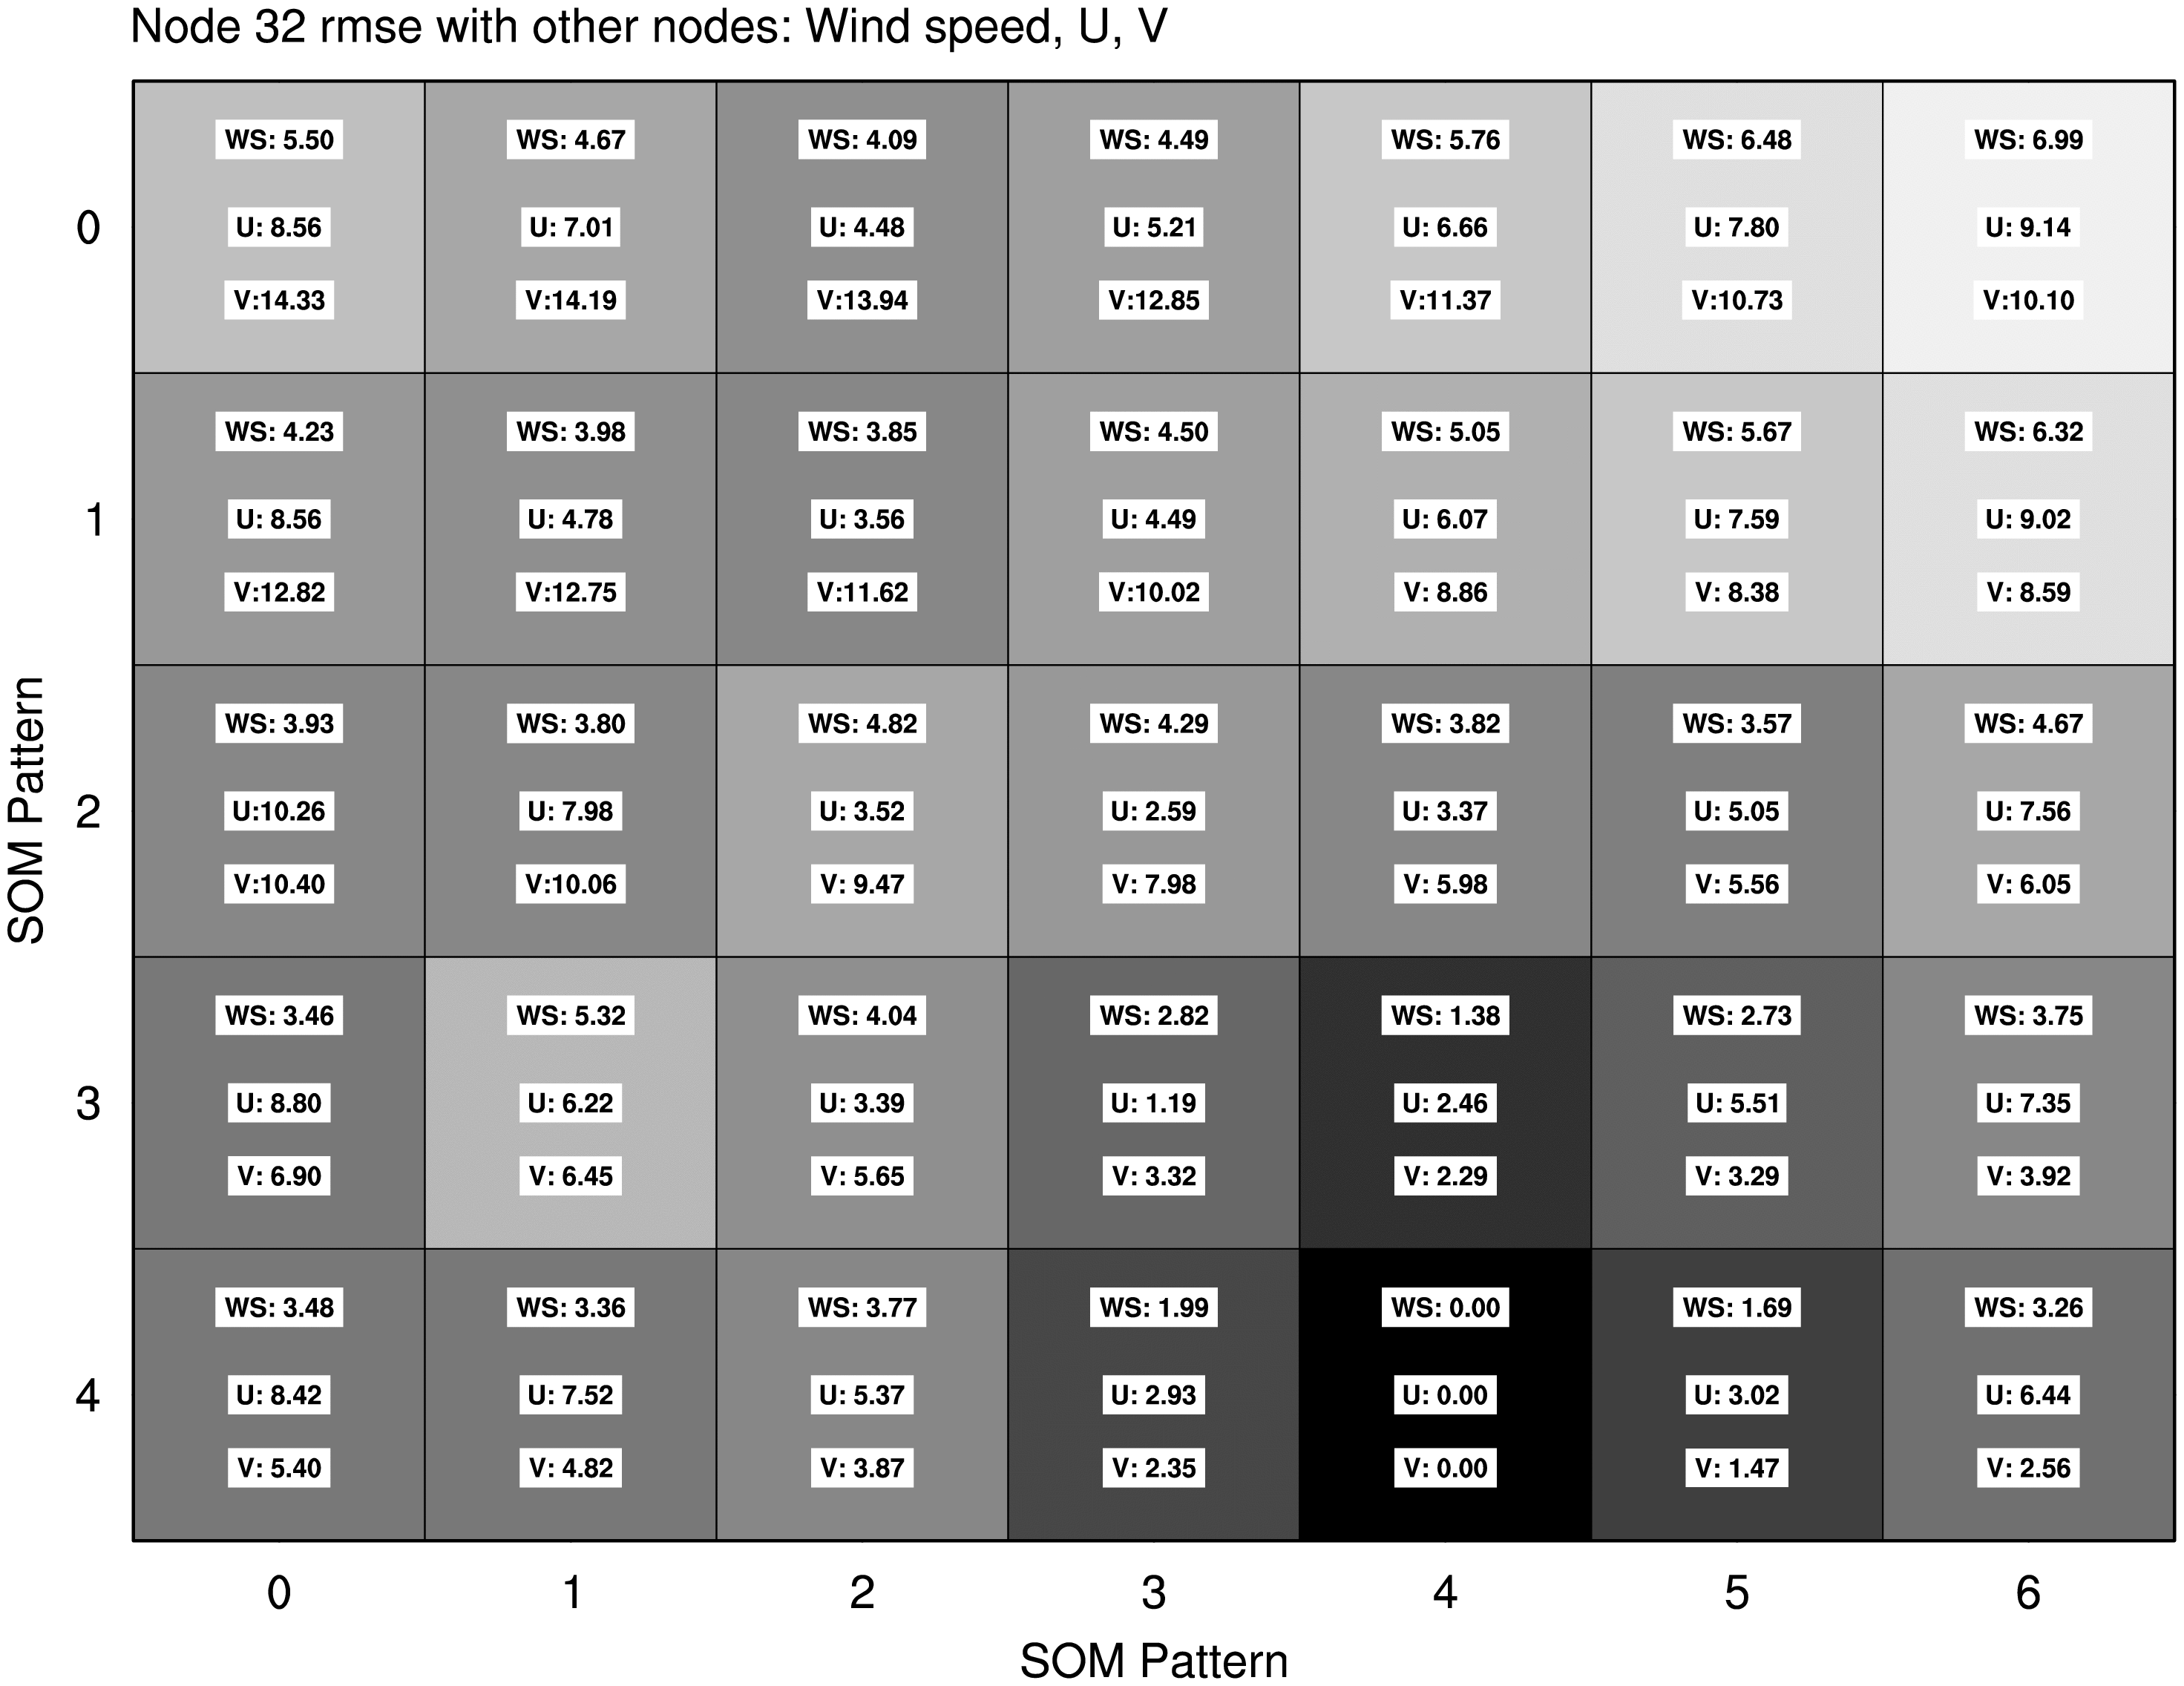 Node 32 rmse with other nodes: Wind speed, U, V
WS: 5.50 WS: 4.67 WS: 4.09 WS: 4.49 WS: 5.76 WS: 6.48 WS: 6.99
0 U: 8.56 U: 7.01 U: 4.48 U: 5.21 U: 6.66 U: 7.80 U: 9.14
V:14.33 V:14.19 V:13.94 V:12.85 V:11.37 V:10.73 V:10.10
WS: 4.23 WS: 3.98 WS: 3.85 WS: 4.50 WS: 5.05 WS: 5.67 WS: 6.32
1 U: 8.56 U: 4.78 U: 3.56 U: 4.49 U: 6.07 U: 7.59 U: 9.02
V:12.82 V:12.75 V:11.62 V:10.02 V: 8.86 V: 8.38 V: 8.59
WS: 3.93 WS: 3.80 WS: 4.82 WS: 4.29 WS: 3.82 WS: 3.57 WS: 4.67
2 U:10.26 U: 7.98 U: 3.52 U: 2.59 U: 3.37 U: 5.05 U: 7.56
V:10.40 V:10.06 V: 9.47 V: 7.98 V: 5.98 V: 5.56 V: 6.05
WS: 3.46 WS: 5.32 WS: 4.04 WS: 2.82 WS: 1.38 WS: 2.73 WS: 3.75
3 U: 8.80 U: 6.22 U: 3.39 U: 1.19 U: 2.46 U: 5.51 U: 7.35
V: 6.90 V: 6.45 V: 5.65 V: 3.32 V: 2.29 V: 3.29 V: 3.92
WS: 3.48 WS: 3.36 WS: 3.77 WS: 1.99 WS: 0.00 WS: 1.69 WS: 3.26
4 U: 8.42 U: 7.52 U: 5.37 U: 2.93 U: 0.00 U: 3.02 U: 6.44
V: 5.40 V: 4.82 V: 3.87 V: 2.35 V: 0.00 V: 1.47 V: 2.56
0 1 2 3 4 5 6
SOM Pattern
SOM Pattern